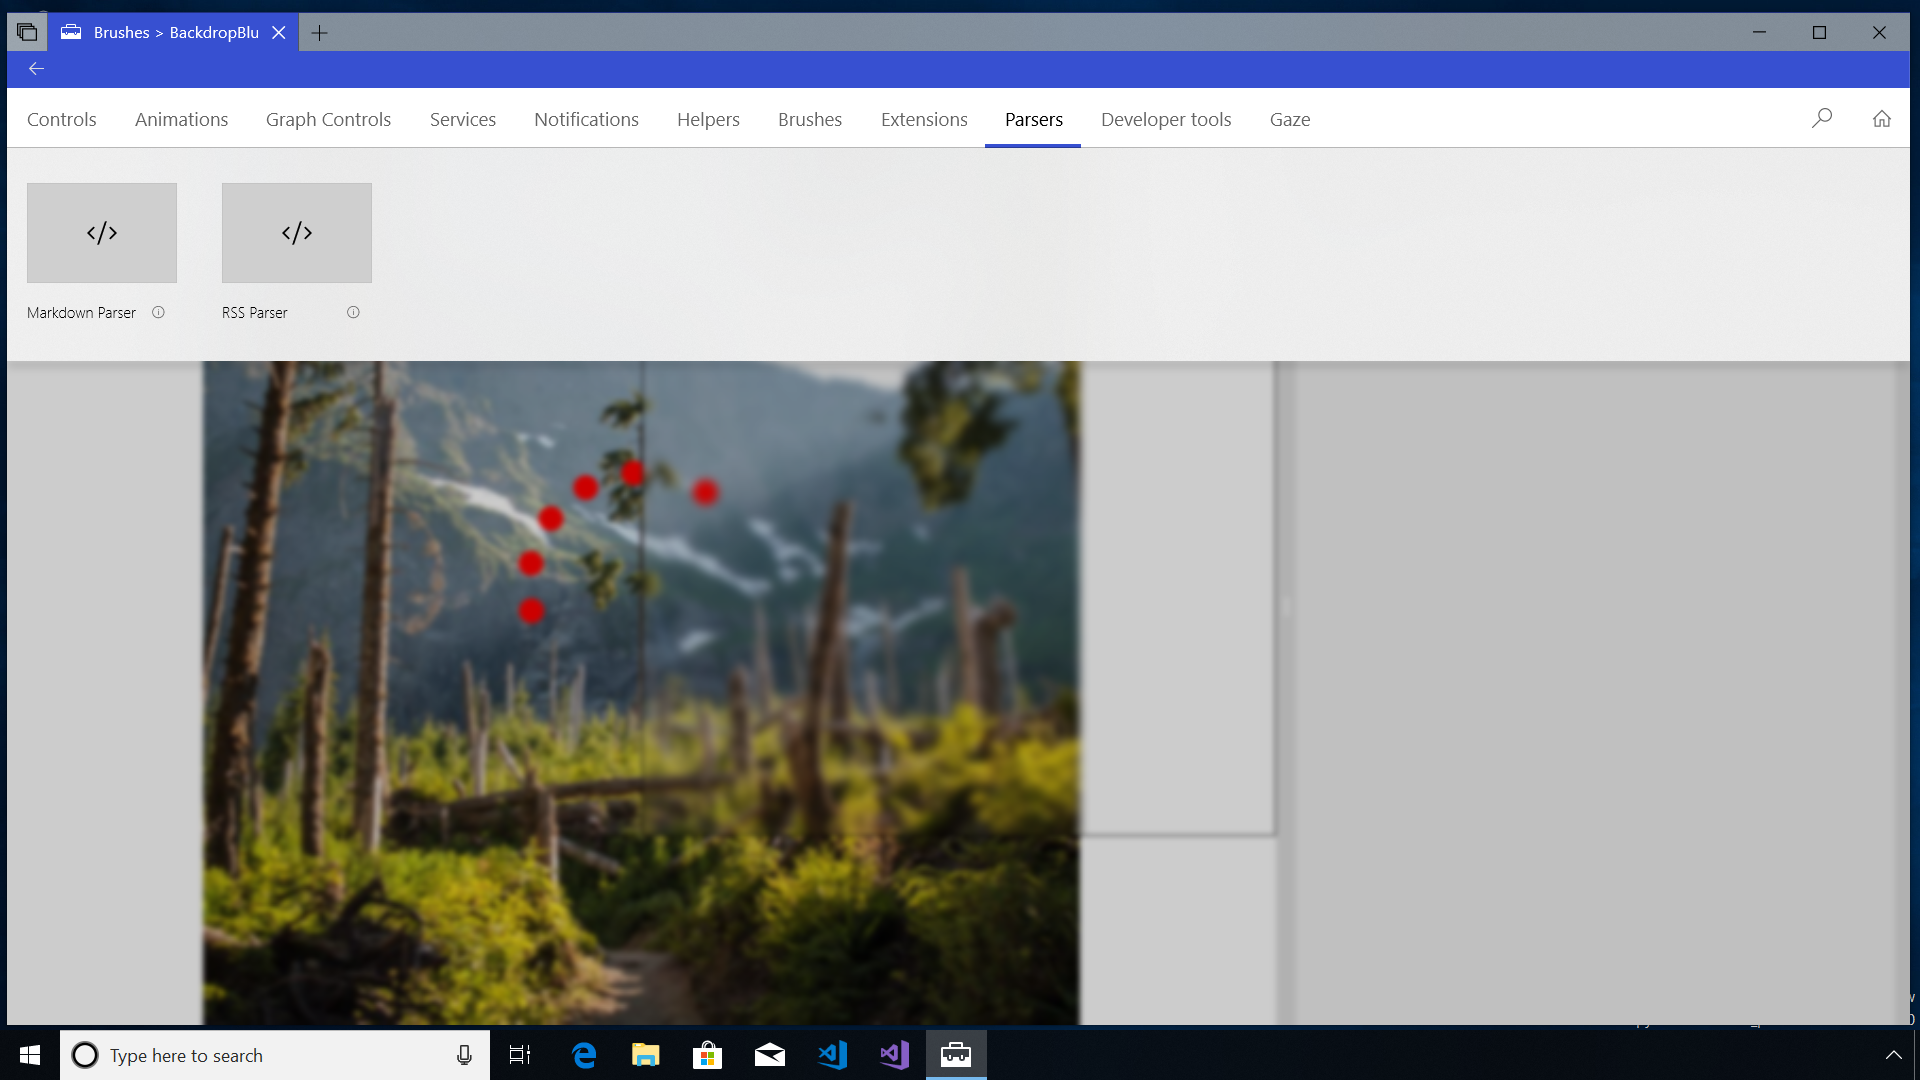 Brushes > BackdropBlu
Controls Animations Graph Controls Services Notifications Helpers Brushes Extensions Parsers Developer tools Gaze
Markdown Parser RSS Parser
Type here to search